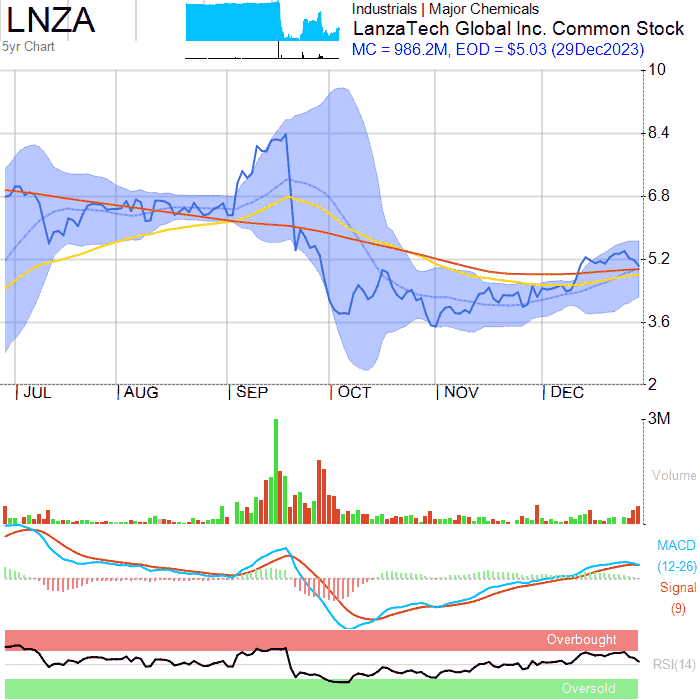 LNZA
5yr Chart
Industrials | Major Chemicals
LanzaTech Global Inc. Common Stock
MC = 986.2M, EOD = $5.03 (29Dec2023)
10
8.4
6.8
5.2
3.6
2
JUL AUG SEP OCT NOV DEC
3M
Volume
MACD
(12-26)
Signal
(9)
Overbought
RSI(14)
Oversold